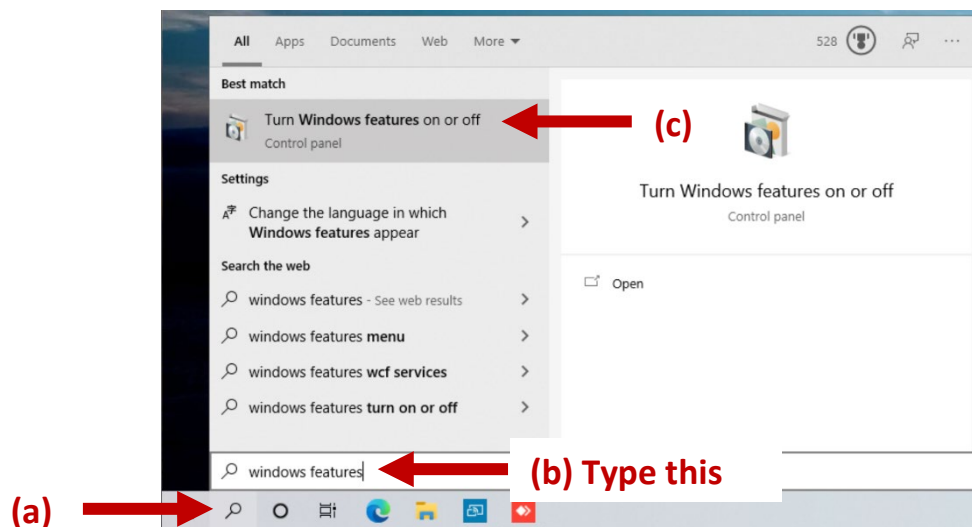 All Apps Documents Web More 528 ...
Best match
Turn Windows features on or off
Control panel
(c)
Settings
Change the language in which
Windows features appear
Search the web
windows features - See web results
windows features menu
windows features wcf services
windows features turn on or off
Turn Windows features on or off
Control panel
Open
windows features
(b) Type this
(a)